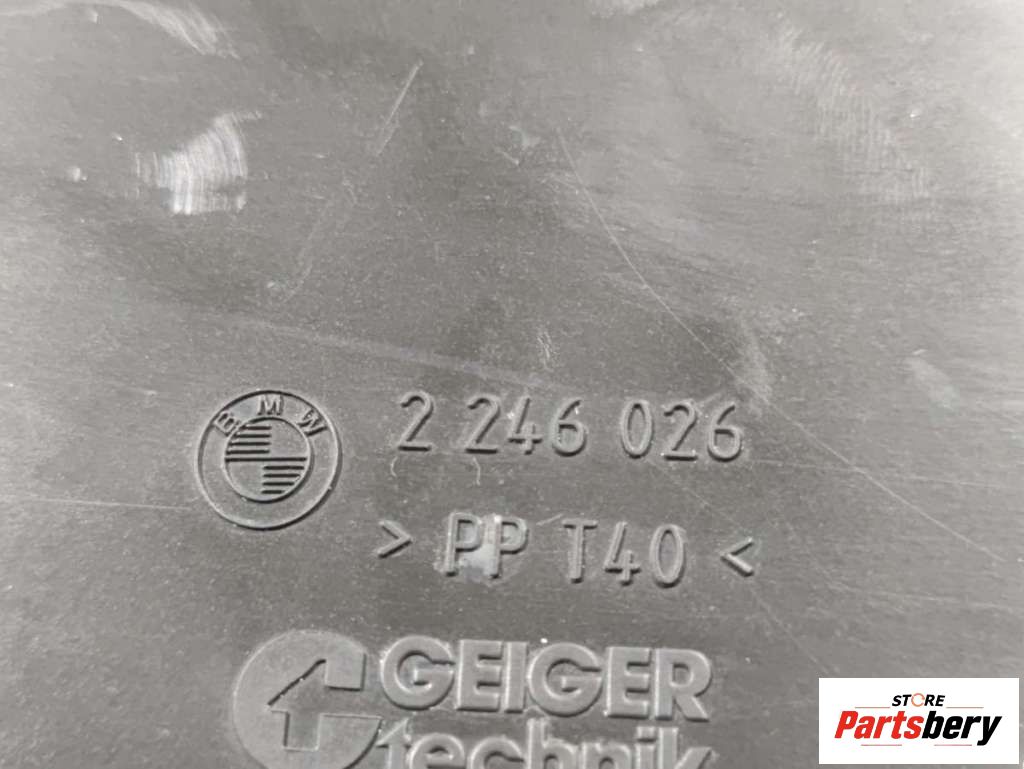 BMW
2 246 026
> PP T40 <
GEIGER
technik
STORE
Partsbery